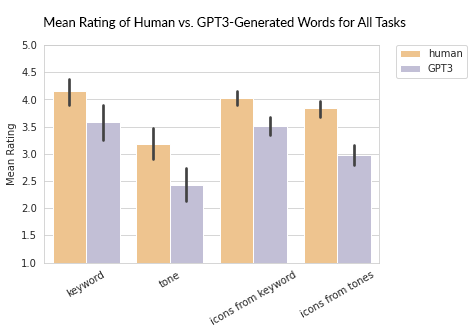 Mean Rating of Human vs. GPT3-Generated Words for All Tasks
human
GPT3
Mean Rating
5.0
4.5
4.0
3.5
3.0
2.5
2.0
1.5
1.0
keyword
tone
icons from keyword
icons from tones